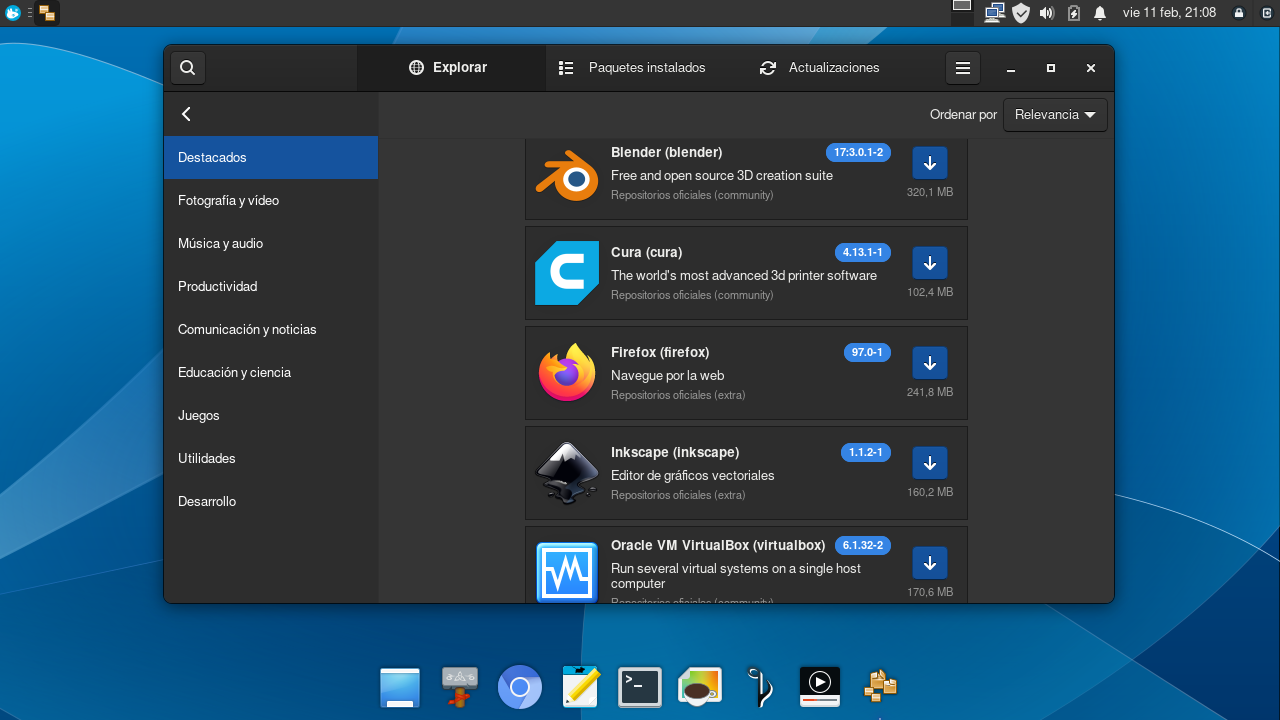 vie 11 feb, 21:08
Explorar
Paquetes instalados
Actualizaciones
Ordenar por
Relevancia
Destacados
Fotografía y vídeo
Música y audio
Productividad
Comunicación y noticias
Educación y ciencia
Juegos
Utilidades
Desarrollo
Blender (blender)
17:3.0.1-2
Free and open source 3D creation suite
Repositorios oficiales (community)
320,1 MB
Cura (cura)
4.13.1-1
The world's most advanced 3d printer software
Repositorios oficiales (community)
102,4 MB
Firefox (firefox)
97.0-1
Navegue por la web
Repositorios oficiales (extra)
241,8 MB
Inkscape (inkscape)
1.1.2-1
Editor de gráficos vectoriales
Repositorios oficiales (extra)
160,2 MB
Oracle VM VirtualBox (virtualbox)
6.1.32-2
Run several virtual systems on a single host
computer
Repositorios oficiales (community)
170,6 MB